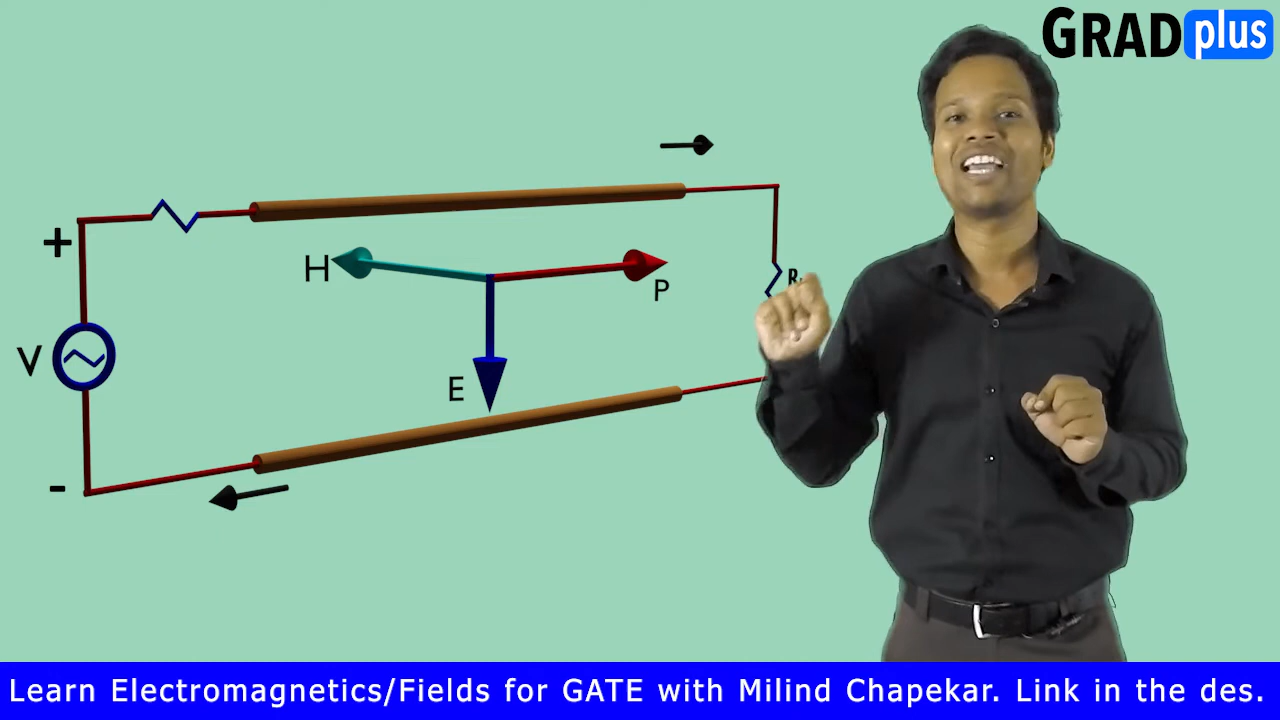 GRADplus
+
H
P
R
V
E
-
Learn Electromagnetics/Fields for GATE with Milind Chapekar. Link in the des.